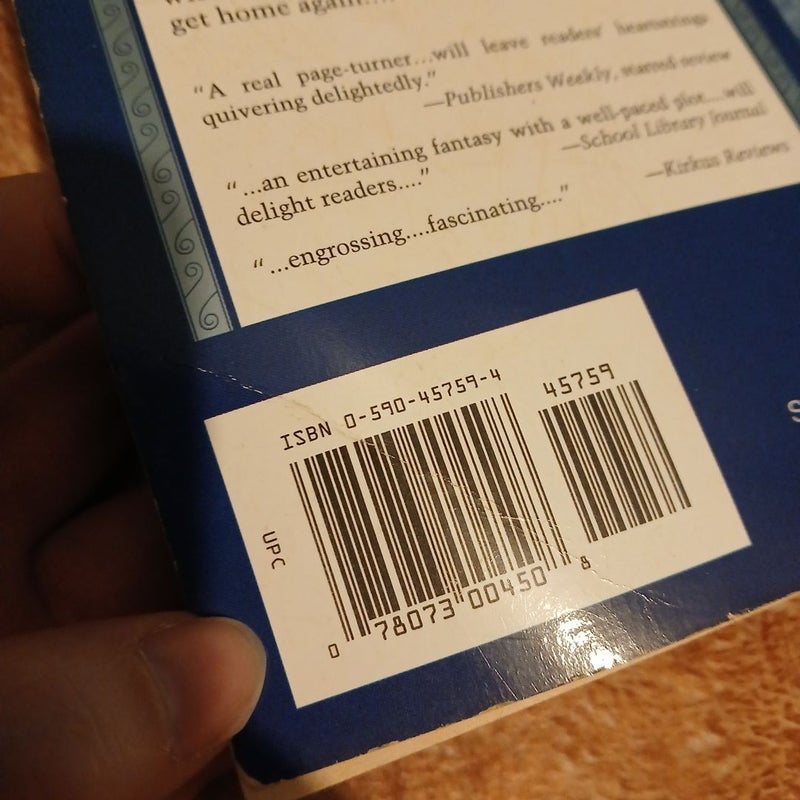 get home again....
"A real page-turner...will leave readers' heartstrings
quivering delightedly."
—Publishers Weekly, starred review
"...an entertaining fantasy with a well-paced plot....will
delight readers...."
—School Library Journal
"...engrossing....fascinating...."
—Kirkus Reviews
ISBN 0-590-45759-4
45759
UPC
0 78073 00450 8
S